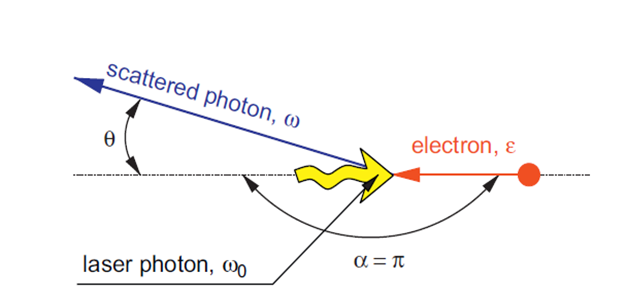 scattered photon, ω
θ
electron, ε
α = π
laser photon, ω₀